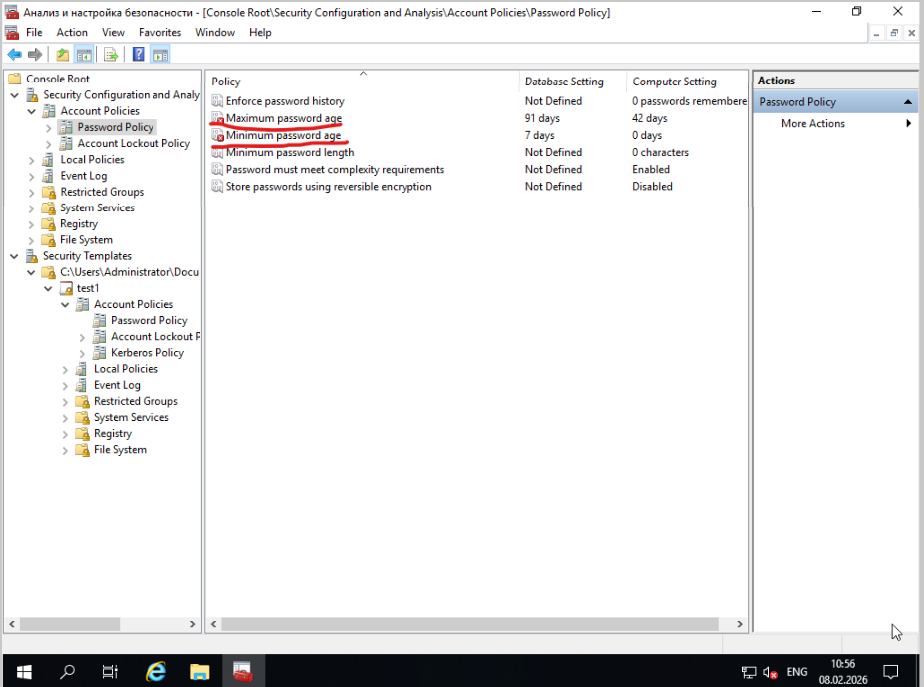 Анализ и настройка безопасности - [Console Root\Security Configuration and Analysis\Account Policies\Password Policy]
File Action View Favorites Window Help
Console Root
Security Configuration and Analy
Account Policies
Password Policy
Account Lockout Policy
Local Policies
Event Log
Restricted Groups
System Services
Registry
File System
Security Templates
C:\Users\Administrator\Docu
test1
Account Policies
Password Policy
Account Lockout P
Kerberos Policy
Local Policies
Event Log
Restricted Groups
System Services
Registry
File System
Policy Database Setting Computer Setting
Enforce password history Not Defined 0 passwords remembere
Maximum password age 91 days 42 days
Minimum password age 7 days 0 days
Minimum password length Not Defined 0 characters
Password must meet complexity requirements Not Defined Enabled
Store passwords using reversible encryption Not Defined Disabled
Actions
Password Policy
More Actions
ENG
10:56
08.02.2026